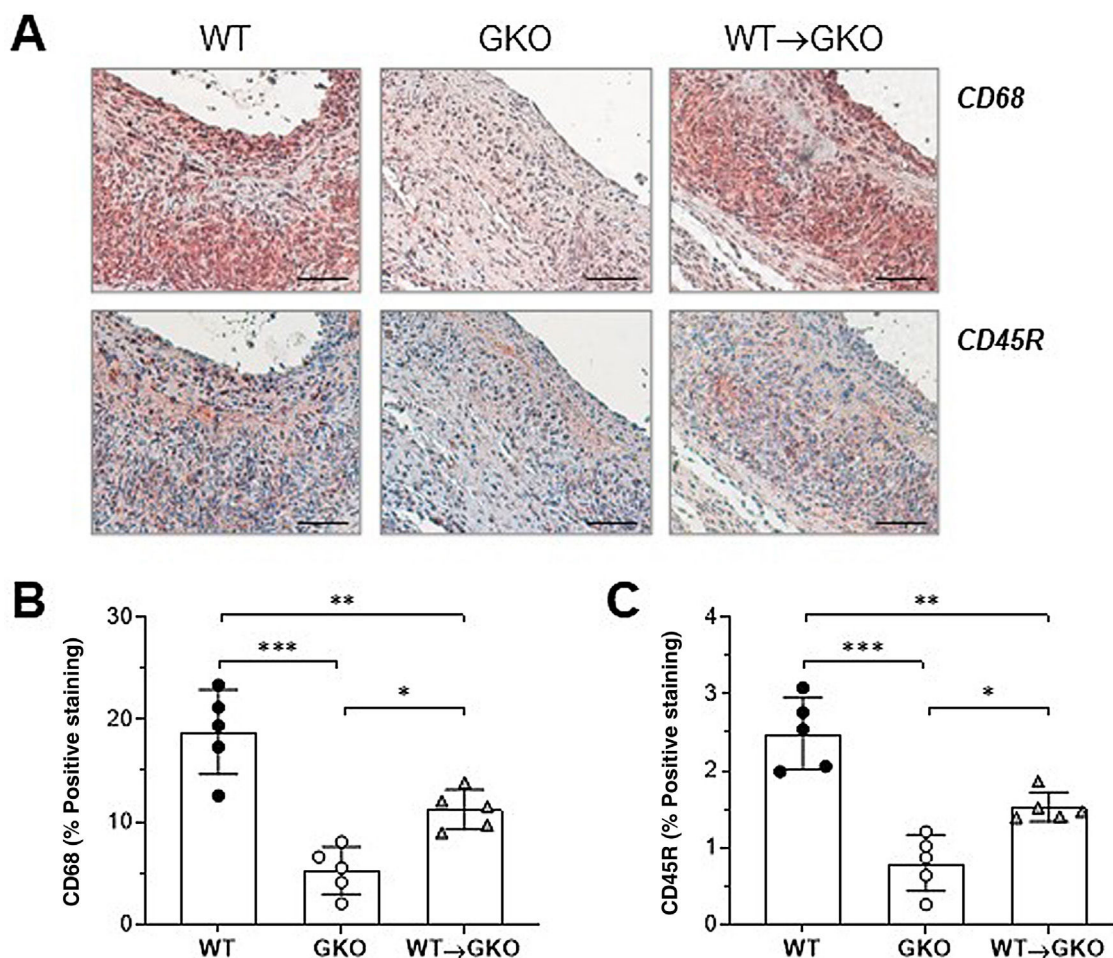 A
WT
GKO
WT→GKO
CD68
CD45R
B
CD68 (% Positive staining)
30
20
10
0
**
***
*
WT
GKO
WT→GKO
C
CD45R (% Positive staining)
4
3
2
1
0
**
***
*
WT
GKO
WT→GKO